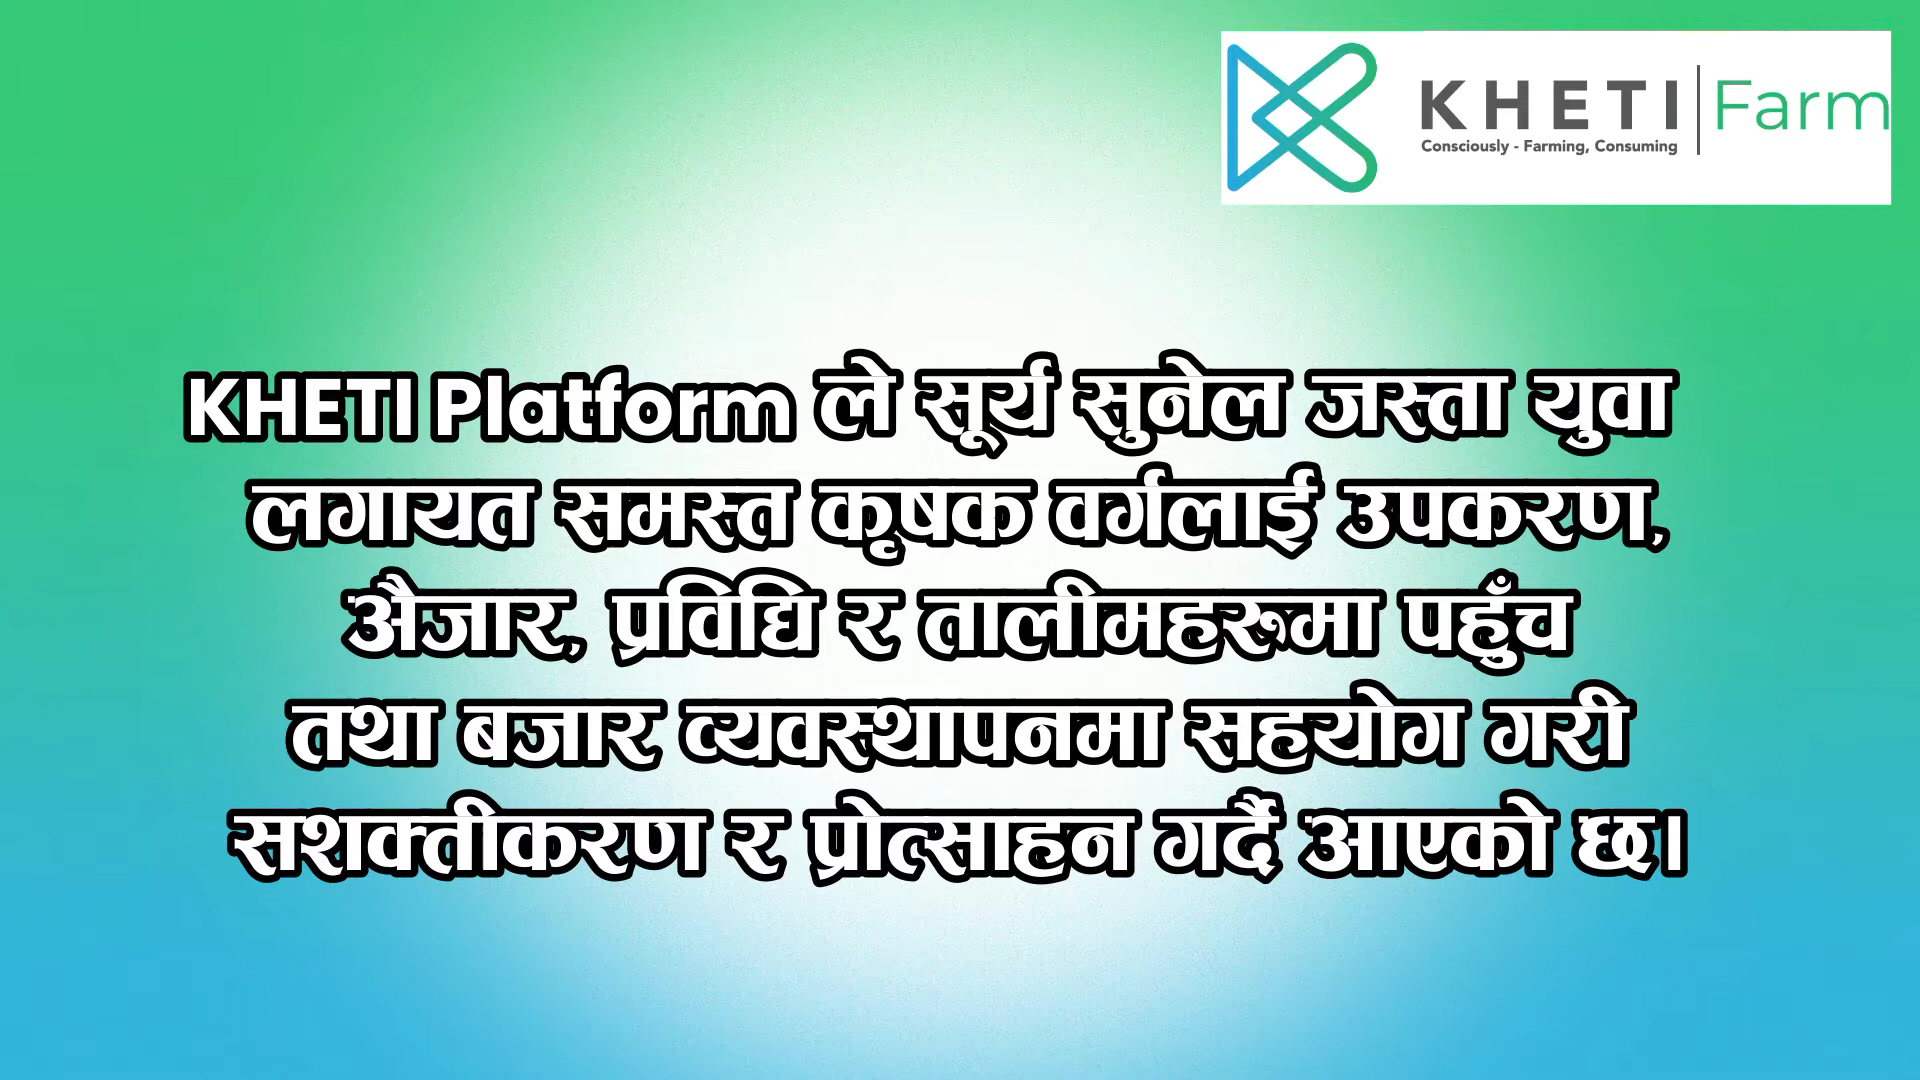 KHETI | Farm
Consciously - Farming, Consuming
KHETI Platform ले सूर्य सुनेल जस्ता युवा
लगायत समस्त कृषक वर्गलाई उपकरण,
औजार, प्रविधि र तालीमहरूमा पहुँच
तथा बजार व्यवस्थापनमा सहयोग गरी
सशक्तीकरण र प्रोत्साहन गर्दै आएको छ।